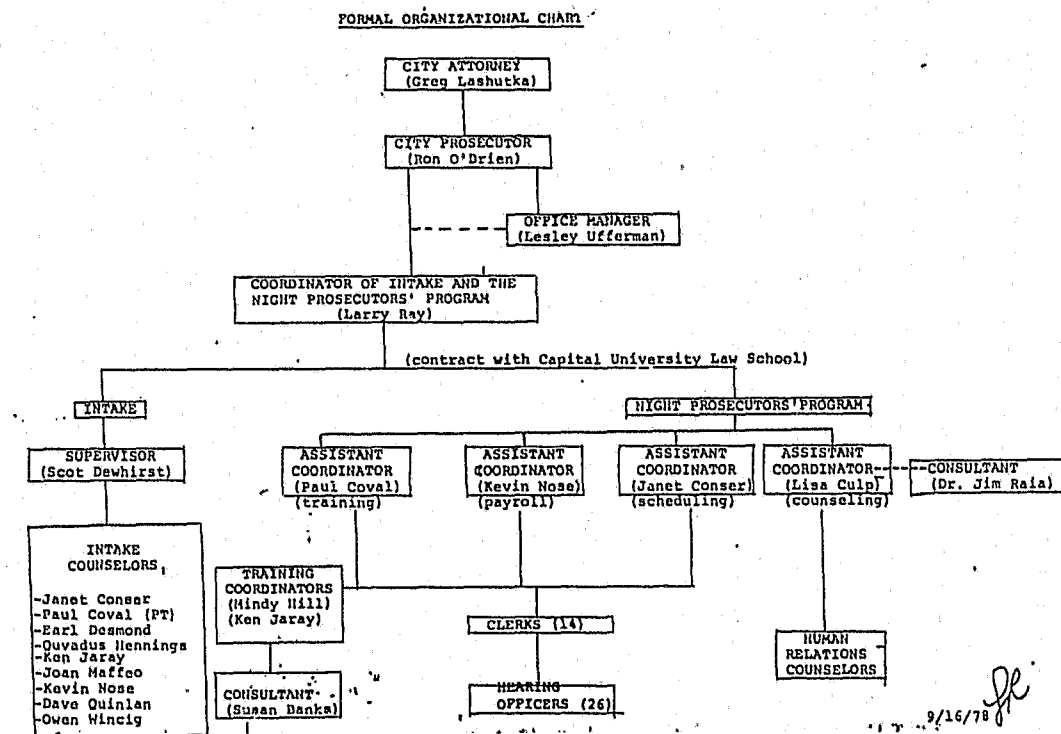 FORMAL ORGANIZATIONAL CHART
CITY ATTORNEY
(Greg Lashutka)
CITY PROSECUTOR
(Ron O'Brien)
OFFICE MANAGER
(Lesley Ufferman)
COORDINATOR OF INTAKE AND THE
NIGHT PROSECUTORS' PROGRAM
(Larry Ray)
(contract with Capital University Law School)
INTAKE
NIGHT PROSECUTORS' PROGRAM
SUPERVISOR
(Scot Dewhirst)
ASSISTANT
COORDINATOR
(Paul Coval)
(training)
ASSISTANT
COORDINATOR
(Kevin Nose)
(payroll)
ASSISTANT
COORDINATOR
(Janet Conser)
(scheduling)
ASSISTANT
COORDINATOR
(Lisa Culp)
(counseling)
CONSULTANT
(Dr. Jim Raia)
INTAKE
COUNSELORS
-Janet Conser
-Paul Coval (PT)
-Earl Desmond
-Ouvadus Hennings
-Ken Jaray
-Joan Maffeo
-Kevin Nose
-Dave Quinlan
-Owen Wincig
TRAINING
COORDINATORS
(Mindy Hill)
(Ken Jaray)
CONSULTANT
(Susan Banks)
CLERKS (14)
HEARING
OFFICERS (26)
HUMAN
RELATIONS
COUNSELORS
9/16/78